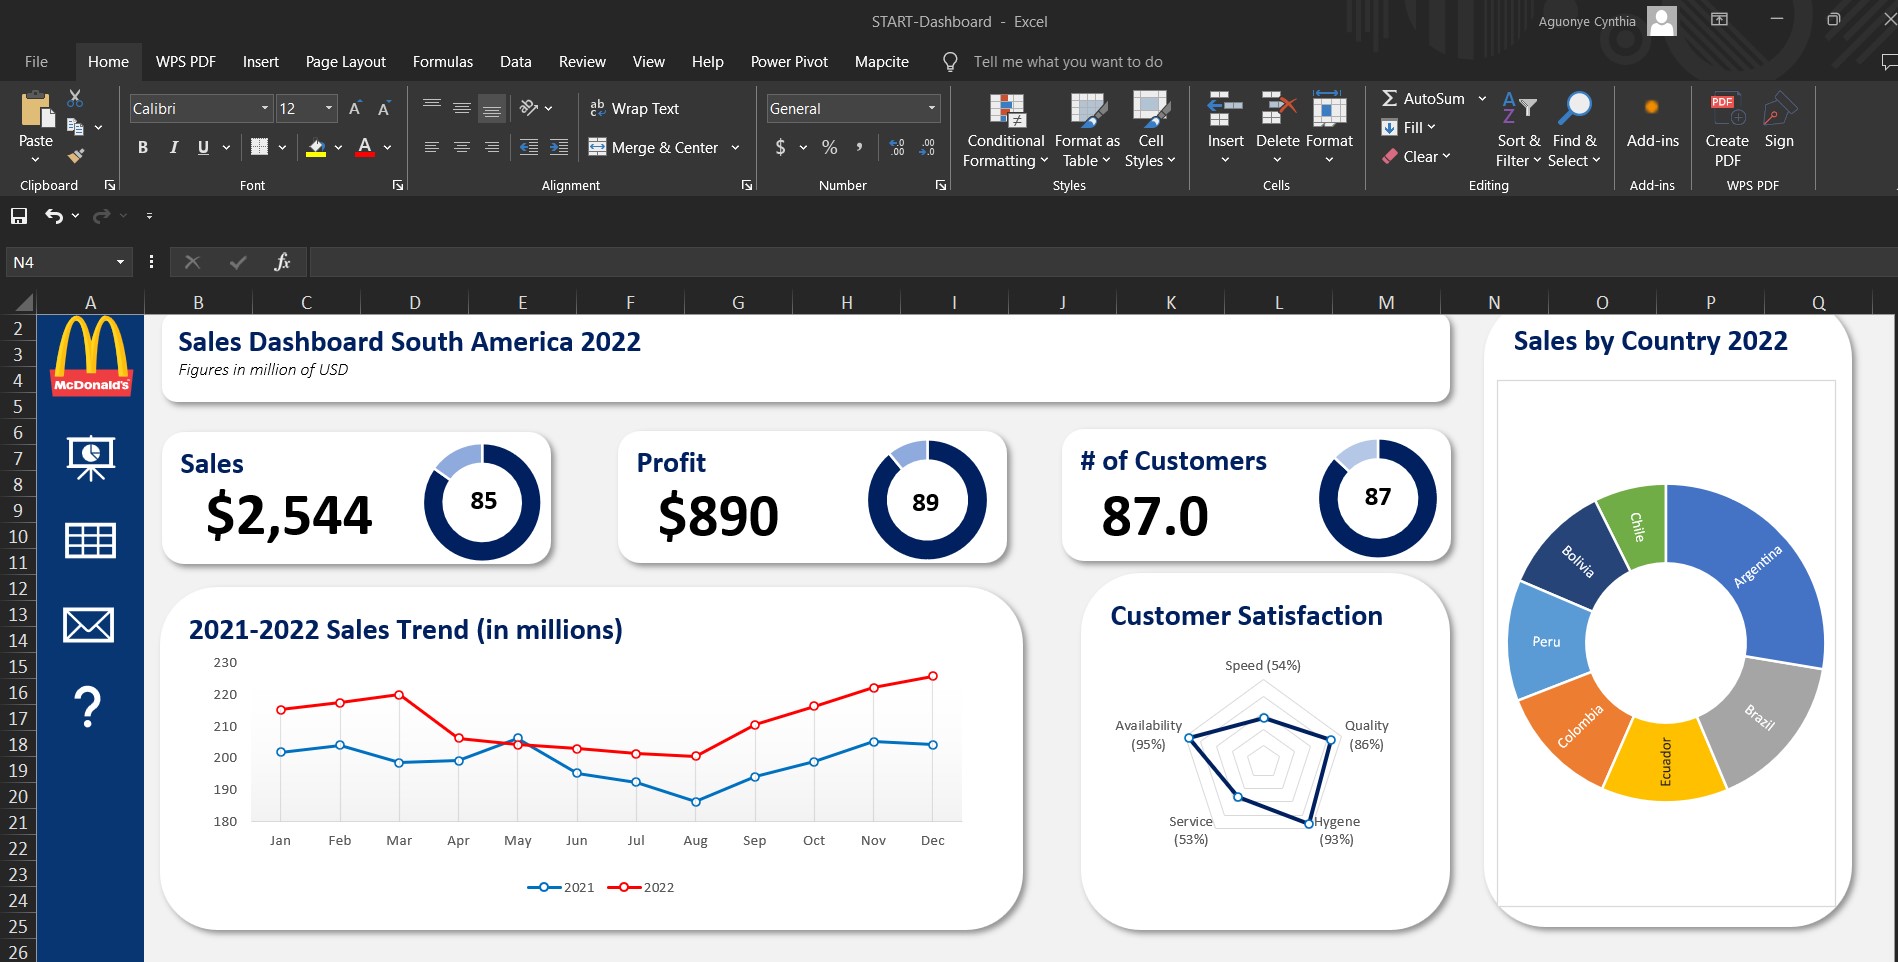 START-Dashboard - Excel
Aguonye Cynthia
File Home WPS PDF Insert Page Layout Formulas Data Review View Help Power Pivot Mapcite Tell me what you want to do
Paste
Clipboard
Calibri 12
B I U A
Font
ab Wrap Text
Merge & Center
Alignment
General
$ % ,
Number
Conditional Formatting
Format as Table
Cell Styles
Styles
Insert Delete Format
Cells
AutoSum
Fill
Clear
Sort & Filter
Find & Select
Editing
Add-ins
Add-ins
Create PDF
Sign
WPS PDF
N4
fx
A B C D E F G H I J K L M N O P Q
2
3
4
5
6
7
8
9
10
11
12
13
14
15
16
17
18
19
20
21
22
23
24
25
26
McDonald's
?
Sales Dashboard South America 2022
Figures in million of USD
Sales
$2,544
85
Profit
$890
89
# of Customers
87.0
87
2021-2022 Sales Trend (in millions)
230
220
210
200
190
180
Jan Feb Mar Apr May Jun Jul Aug Sep Oct Nov Dec
2021 2022
Customer Satisfaction
Speed (54%)
Quality
(86%)
Hygene
(93%)
Service
(53%)
Availability
(95%)
Sales by Country 2022
Argentina
Brazil
Ecuador
Colombia
Peru
Bolivia
Chile